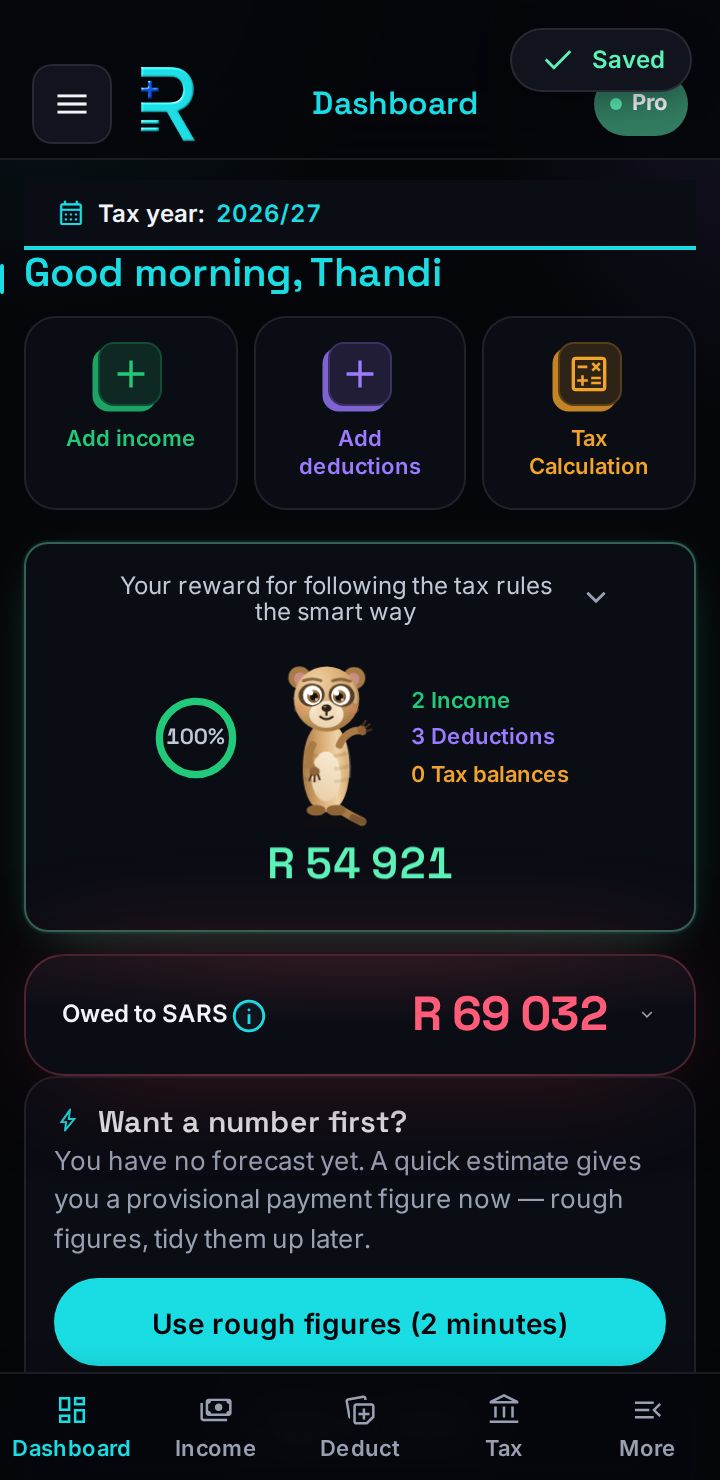 Saved
Dashboard
Pro
Tax year: 2026/27
Good morning, Thandi
Add income
Add
deductions
Tax
Calculation
Your reward for following the tax rules
the smart way
100%
2 Income
3 Deductions
0 Tax balances
R 54 921
Owed to SARS
R 69 032
Want a number first?
You have no forecast yet. A quick estimate gives
you a provisional payment figure now — rough
figures, tidy them up later.
Use rough figures (2 minutes)
Dashboard
Income
Deduct
Tax
More